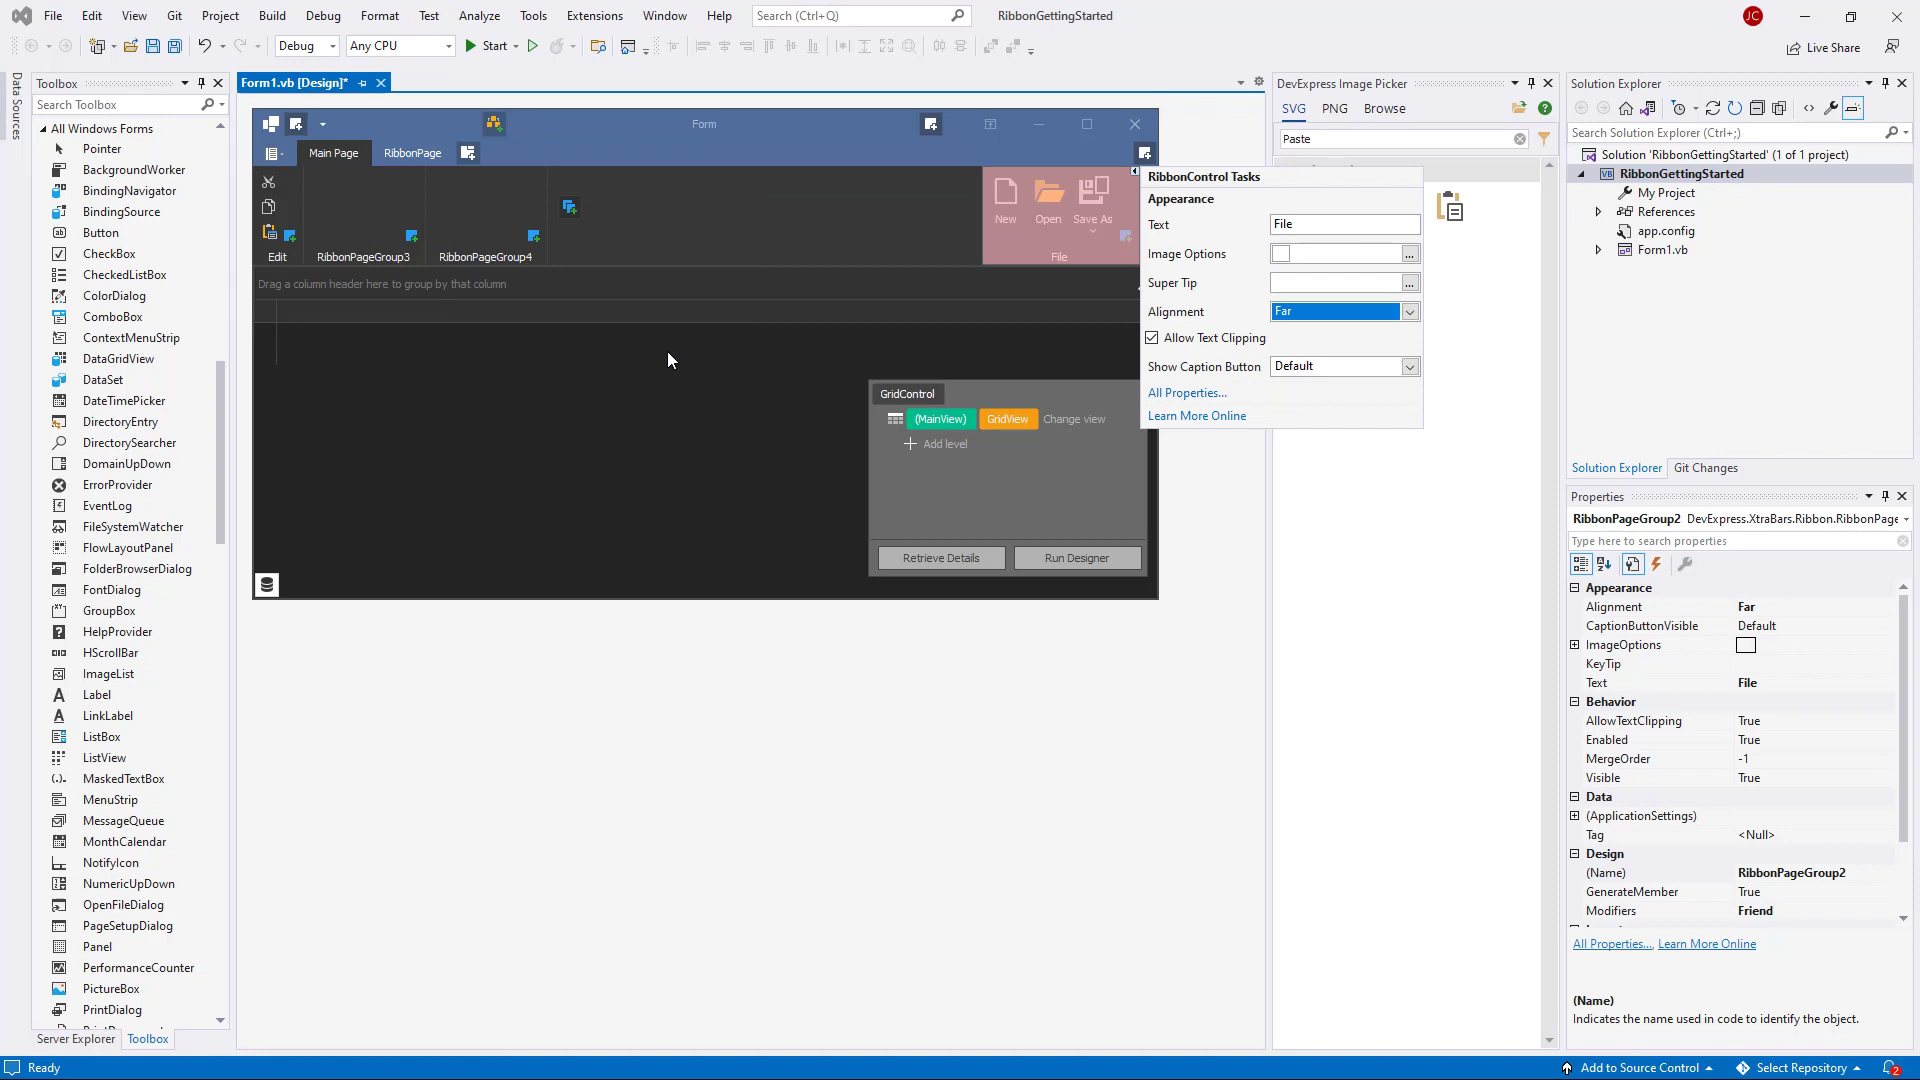 File Edit View Git Project Build Debug Format Test Analyze Tools Extensions Window Help Search (Ctrl+Q) RibbonGettingStarted JC
Debug Any CPU Start Live Share
Data Sources
Toolbox
Search Toolbox
All Windows Forms
Pointer
BackgroundWorker
BindingNavigator
BindingSource
Button
CheckBox
CheckedListBox
ColorDialog
ComboBox
ContextMenuStrip
DataGridView
DataSet
DateTimePicker
DirectoryEntry
DirectorySearcher
DomainUpDown
ErrorProvider
EventLog
FileSystemWatcher
FlowLayoutPanel
FolderBrowserDialog
FontDialog
GroupBox
HelpProvider
HScrollBar
ImageList
Label
LinkLabel
ListBox
ListView
MaskedTextBox
MenuStrip
MessageQueue
MonthCalendar
NotifyIcon
NumericUpDown
OpenFileDialog
PageSetupDialog
Panel
PerformanceCounter
PictureBox
PrintDialog
Server Explorer Toolbox
Form1.vb [Design]*
Form
Main Page RibbonPage
New Open Save As
Edit RibbonPageGroup3 RibbonPageGroup4 File
Drag a column header here to group by that column
GridControl
(MainView) GridView Change view
Add level
Retrieve Details Run Designer
RibbonControl Tasks
Appearance
Text File
Image Options ...
Super Tip ...
Alignment Far
Allow Text Clipping
Show Caption Button Default
All Properties...
Learn More Online
DevExpress Image Picker
SVG PNG Browse
Paste
Solution Explorer
Search Solution Explorer (Ctrl+;)
Solution 'RibbonGettingStarted' (1 of 1 project)
VB RibbonGettingStarted
My Project
References
app.config
Form1.vb
Solution Explorer Git Changes
Properties
RibbonPageGroup2 DevExpress.XtraBars.Ribbon.RibbonPage
Type here to search properties
Appearance
Alignment Far
CaptionButtonVisible Default
ImageOptions
KeyTip
Text File
Behavior
AllowTextClipping True
Enabled True
MergeOrder -1
Visible True
Data
(ApplicationSettings)
Tag <Null>
Design
(Name) RibbonPageGroup2
GenerateMember True
Modifiers Friend
All Properties..., Learn More Online
(Name)
Indicates the name used in code to identify the object.
Ready Add to Source Control Select Repository 2